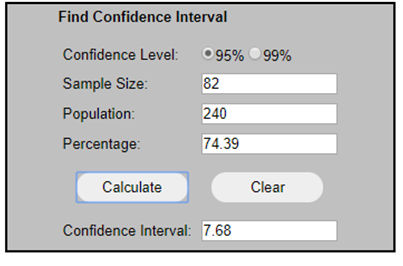 Find Confidence Interval
Confidence Level: 95% 99%
Sample Size: 82
Population: 240
Percentage: 74.39
Calculate Clear
Confidence Interval: 7.68